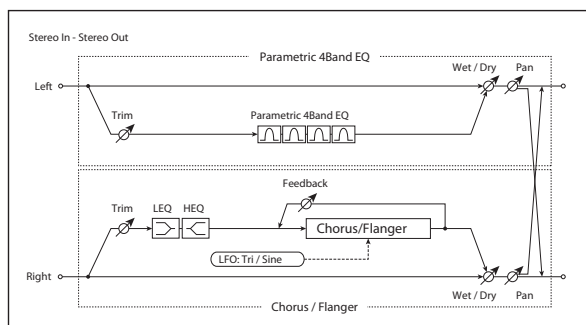 Stereo In - Stereo Out
Parametric 4Band EQ
Wet / Dry
Pan
Left
Trim
Parametric 4Band EQ
Feedback
Trim
LEQ
HEQ
Chorus/Flanger
LFO: Tri / Sine
Right
Wet / Dry
Pan
Chorus / Flanger